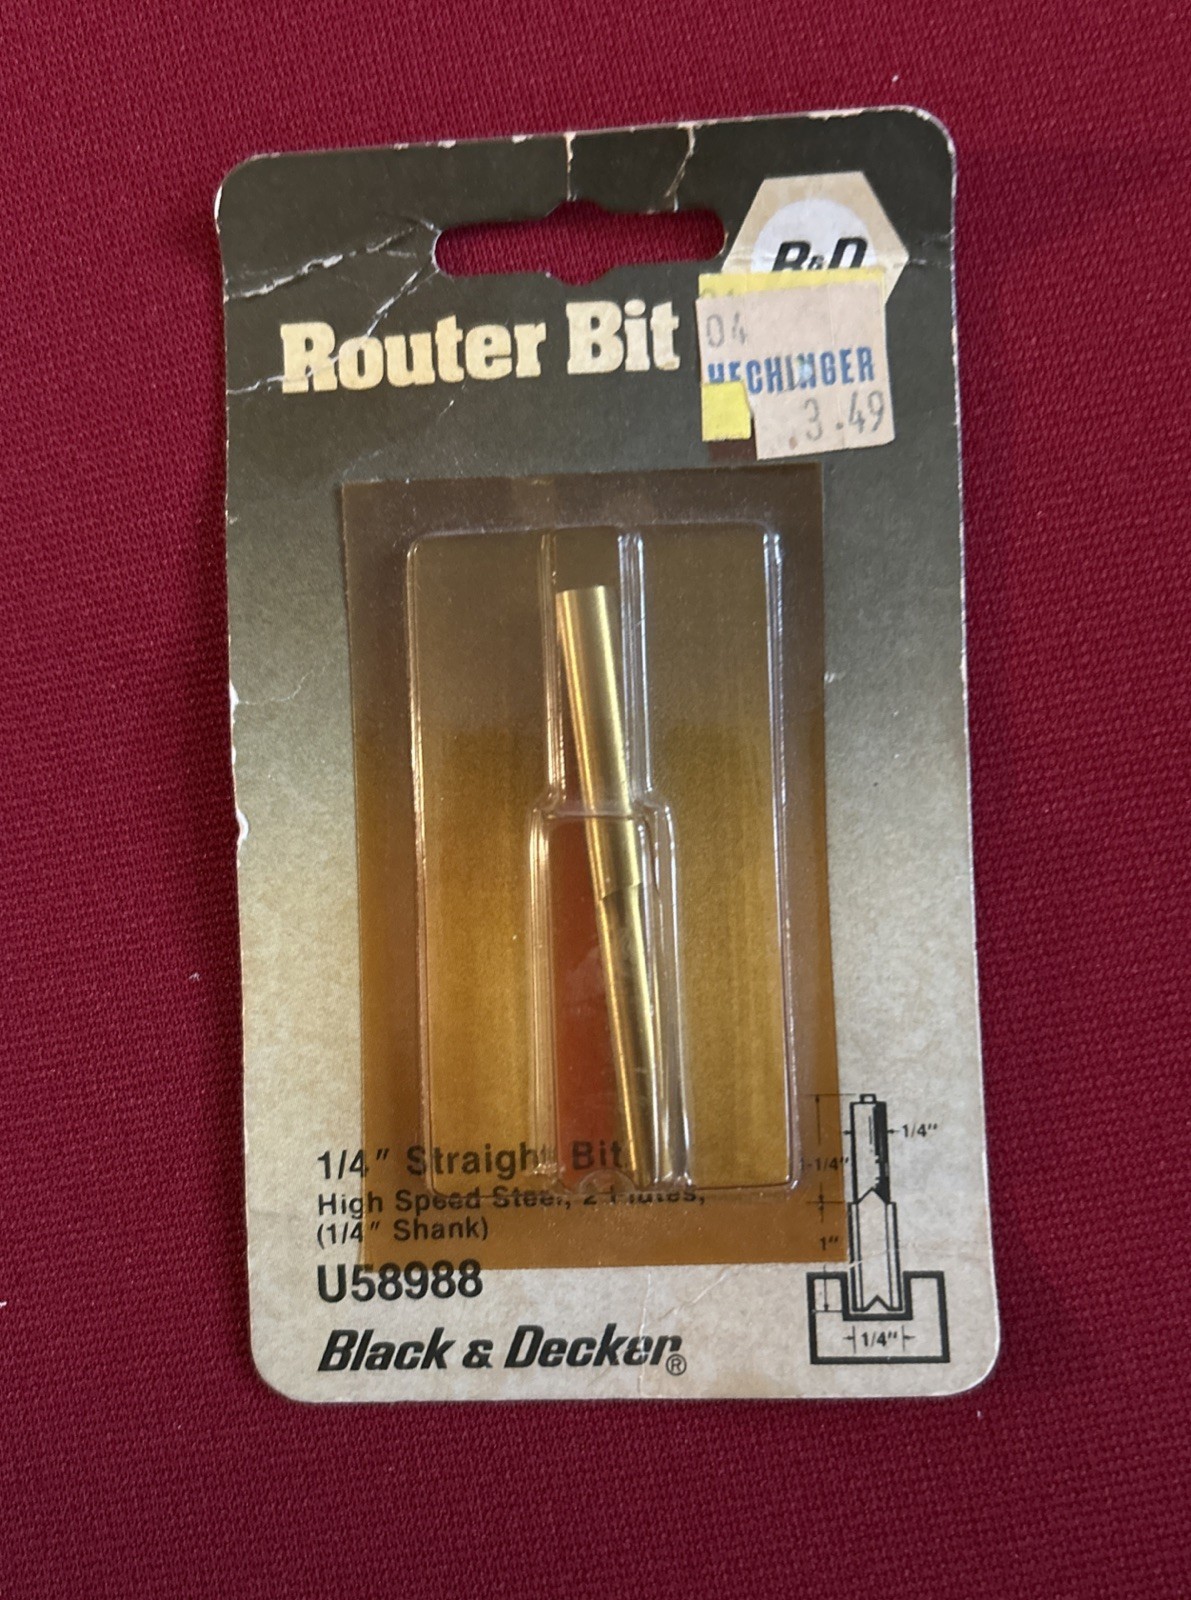 B&D
Router Bit
04
HECHINGER
.3.49
1/4" Straight Bit
High Speed Steel, 2 Flutes,
(1/4" Shank)
U58988
Black & Decker®
1/4"
1-1/4"
1"
1/4"